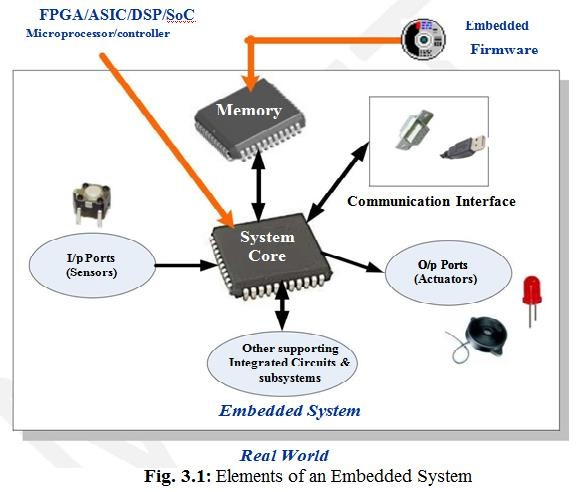 FPGA/ASIC/DSP/SoC
Microprocessor/controller
Embedded
Firmware
Memory
Communication Interface
System
Core
I/p Ports
(Sensors)
O/p Ports
(Actuators)
Other supporting
Integrated Circuits &
subsystems
Embedded System
Real World
Fig. 3.1: Elements of an Embedded System